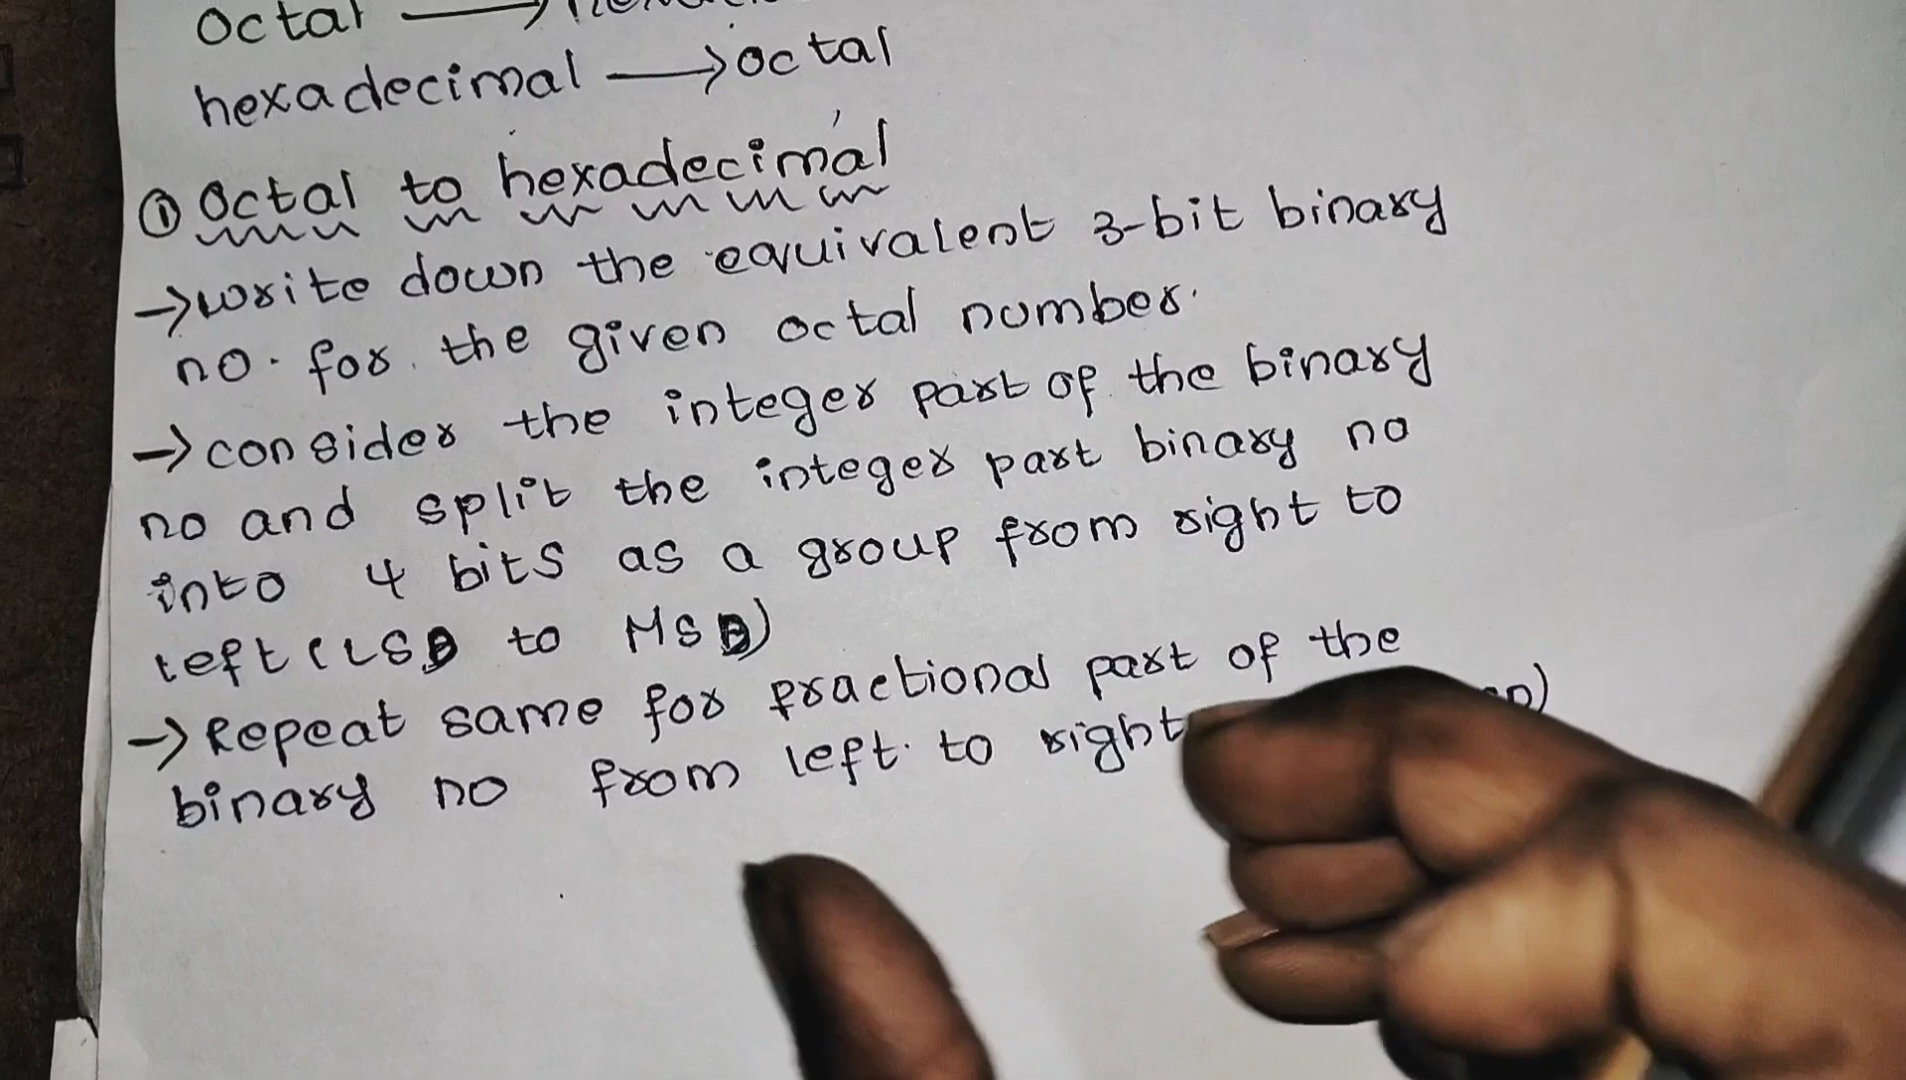 Octal →
hexadecimal → octal
① Octal to hexadecimal
→ write down the equivalent 3-bit binary
no. for the given octal number.
→ consider the integer part of the binary
no and split the integer part binary no
into 4 bits as a group from right to
left (LSB to MSB)
→ Repeat same for fractional part of the
binary no from left to right